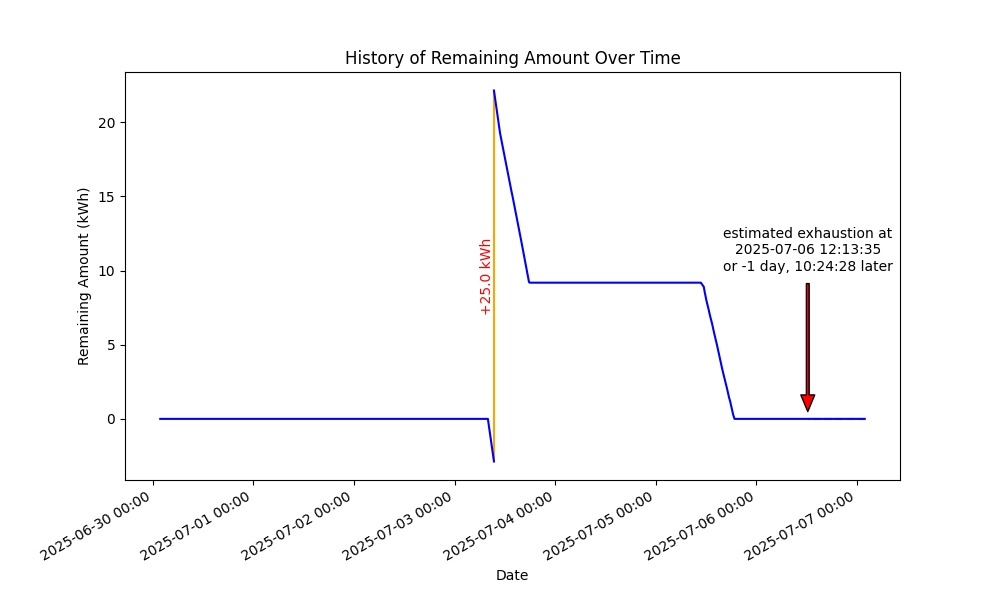 History of Remaining Amount Over Time
Remaining Amount (kWh)
20
15
10
5
0
+25.0 kWh
estimated exhaustion at
2025-07-06 12:13:35
or -1 day, 10:24:28 later
2025-06-30 00:00
2025-07-01 00:00
2025-07-02 00:00
2025-07-03 00:00
2025-07-04 00:00
2025-07-05 00:00
2025-07-06 00:00
2025-07-07 00:00
Date